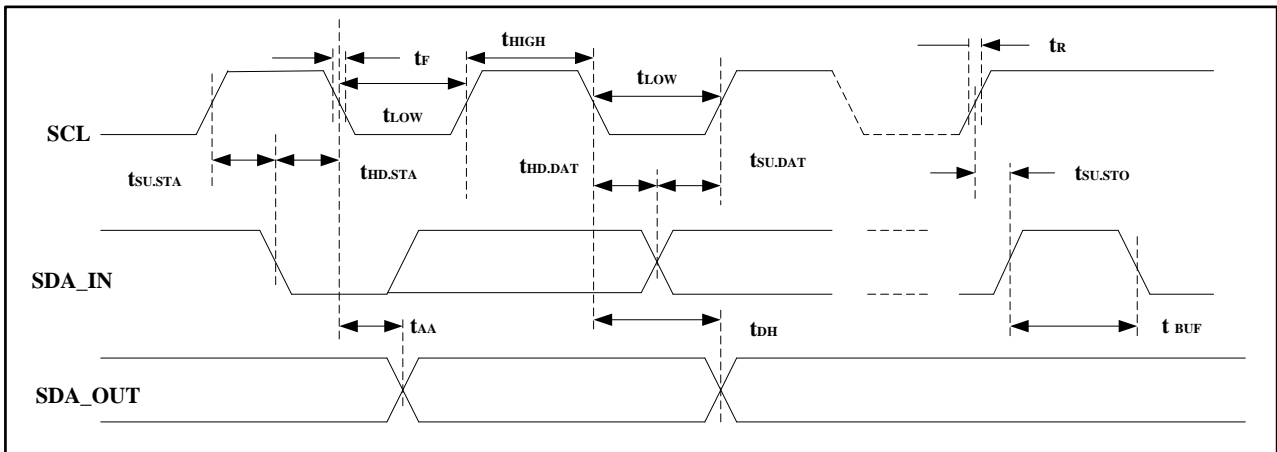 tF
tHIGH
tR
tLOW
tLOW
SCL
tSU.STA
tHD.STA
tHD.DAT
tSU.DAT
tSU.STO
SDA_IN
tAA
tDH
t BUF
SDA_OUT